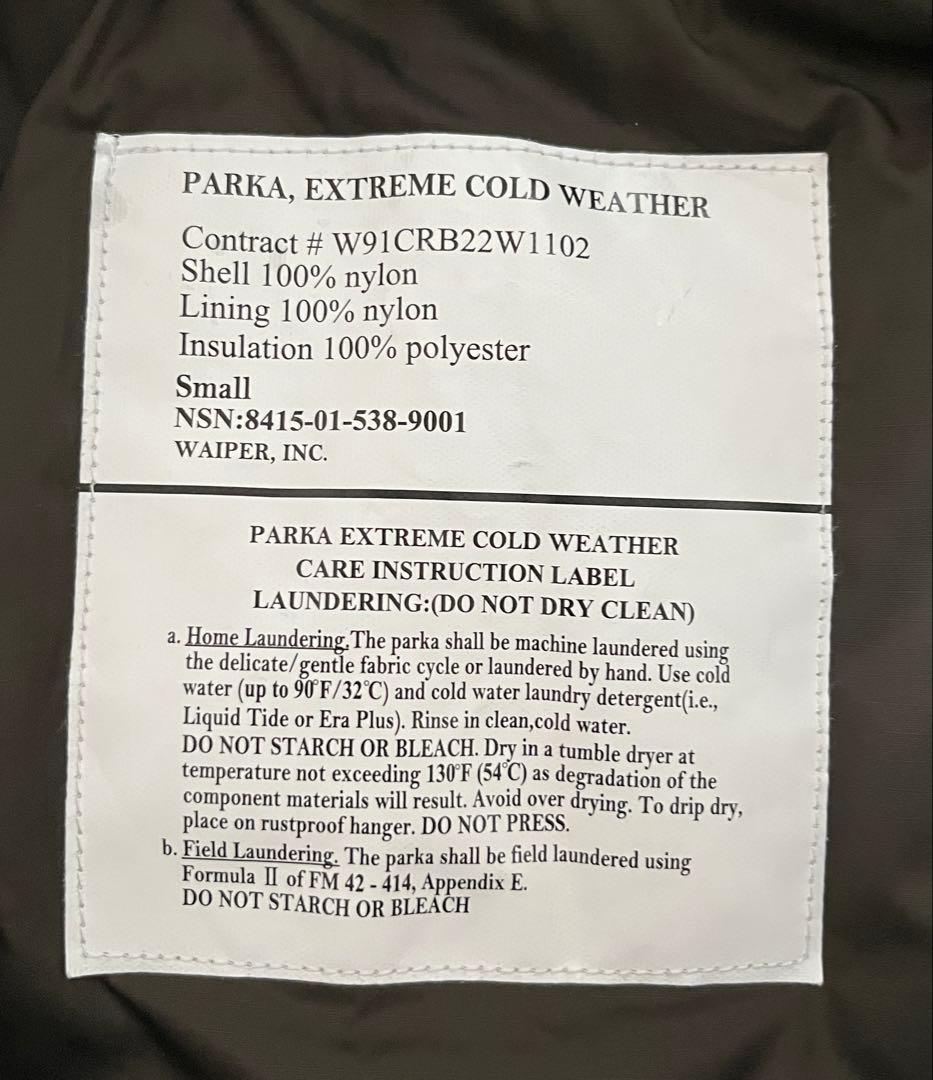 PARKA, EXTREME COLD WEATHER
Contract # W91CRB22W1102
Shell 100% nylon
Lining 100% nylon
Insulation 100% polyester
Small
NSN:8415-01-538-9001
WAIPER, INC.
PARKA EXTREME COLD WEATHER
CARE INSTRUCTION LABEL
LAUNDERING:(DO NOT DRY CLEAN)
a. Home Laundering.The parka shall be machine laundered using
the delicate/gentle fabric cycle or laundered by hand. Use cold
water (up to 90°F/32°C) and cold water laundry detergent(i.e.,
Liquid Tide or Era Plus). Rinse in clean,cold water.
DO NOT STARCH OR BLEACH. Dry in a tumble dryer at
temperature not exceeding 130°F (54°C) as degradation of the
component materials will result. Avoid over drying. To drip dry,
place on rustproof hanger. DO NOT PRESS.
b. Field Laundering. The parka shall be field laundered using
Formula II of FM 42 - 414, Appendix E.
DO NOT STARCH OR BLEACH